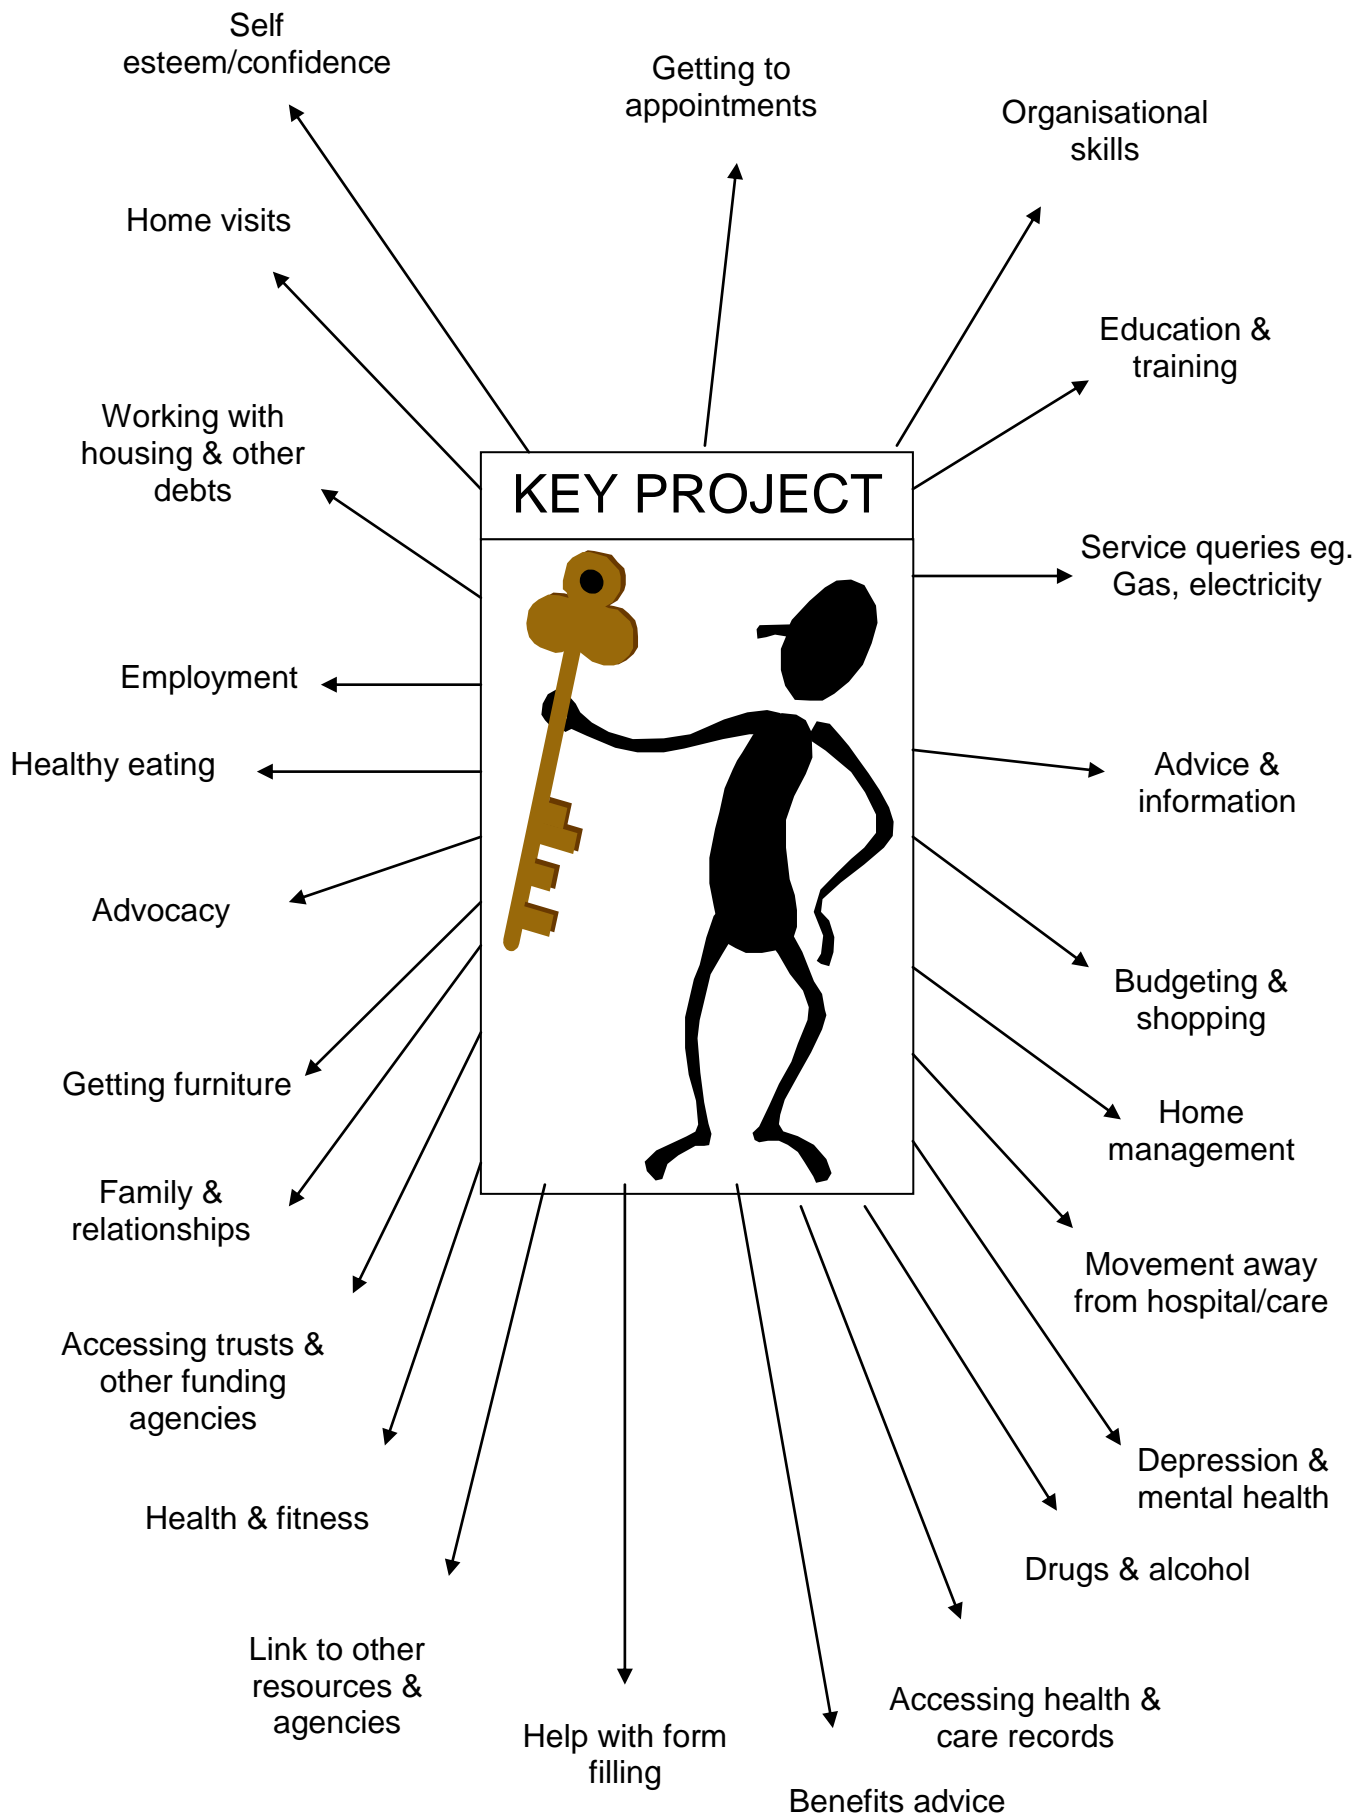 Self
esteem/confidence
Getting to
appointments
Organisational
skills
Home visits
Education &
training
Working with
housing & other
debts
KEY PROJECT
Service queries eg.
Gas, electricity
Employment
Healthy eating
Advice &
information
Advocacy
Budgeting &
shopping
Getting furniture
Home
management
Family &
relationships
Movement away
from hospital/care
Accessing trusts &
other funding
agencies
Depression &
mental health
Health & fitness
Drugs & alcohol
Link to other
resources &
agencies
Accessing health &
care records
Help with form
filling
Benefits advice